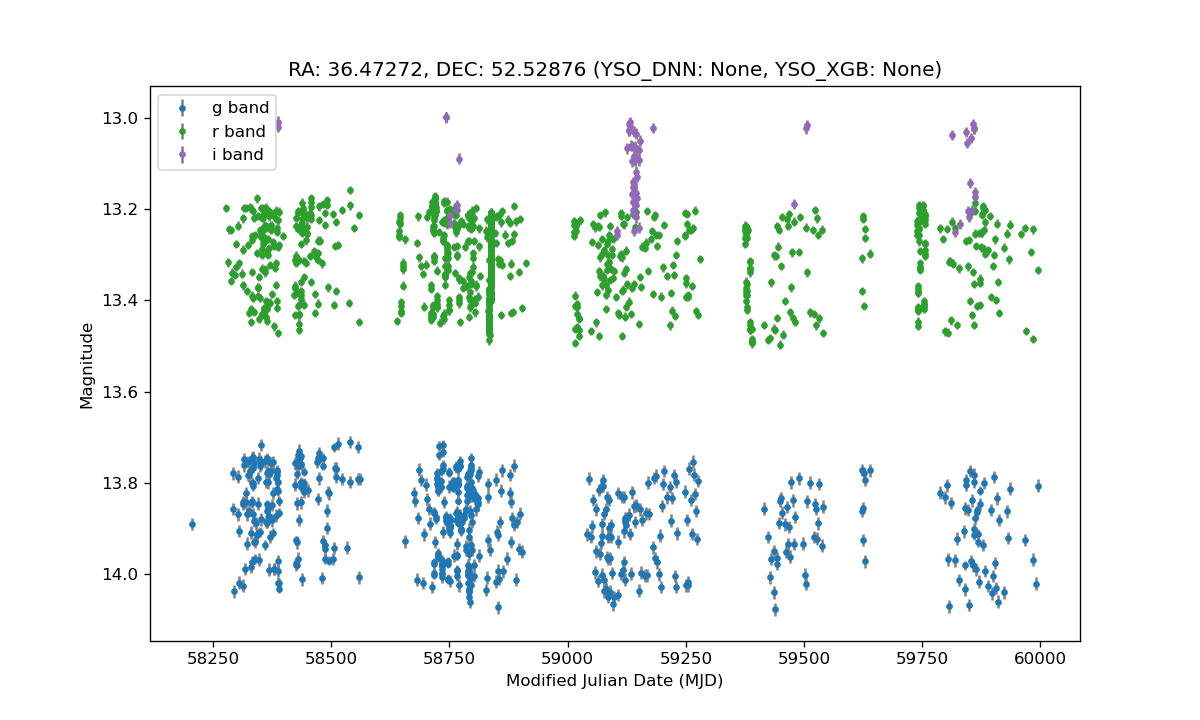 RA: 36.47272, DEC: 52.52876 (YSO_DNN: None, YSO_XGB: None)
g band
r band
i band
13.0
13.2
13.4
13.6
13.8
14.0
Magnitude
58250 58500 58750 59000 59250 59500 59750 60000
Modified Julian Date (MJD)